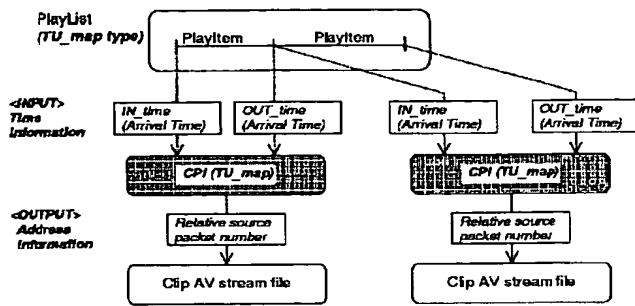 PlayList
(TU_map type)
PlayItem
PlayItem
<INPUT>
Time
Information
IN_time
(Arrival Time)
OUT_time
(Arrival Time)
IN_time
(Arrival Time)
OUT_time
(Arrival Time)
CPI (TU_map)
CPI (TU_map)
<OUTPUT>
Address
Information
Relative source
packet number
Relative source
packet number
Clip AV stream file
Clip AV stream file